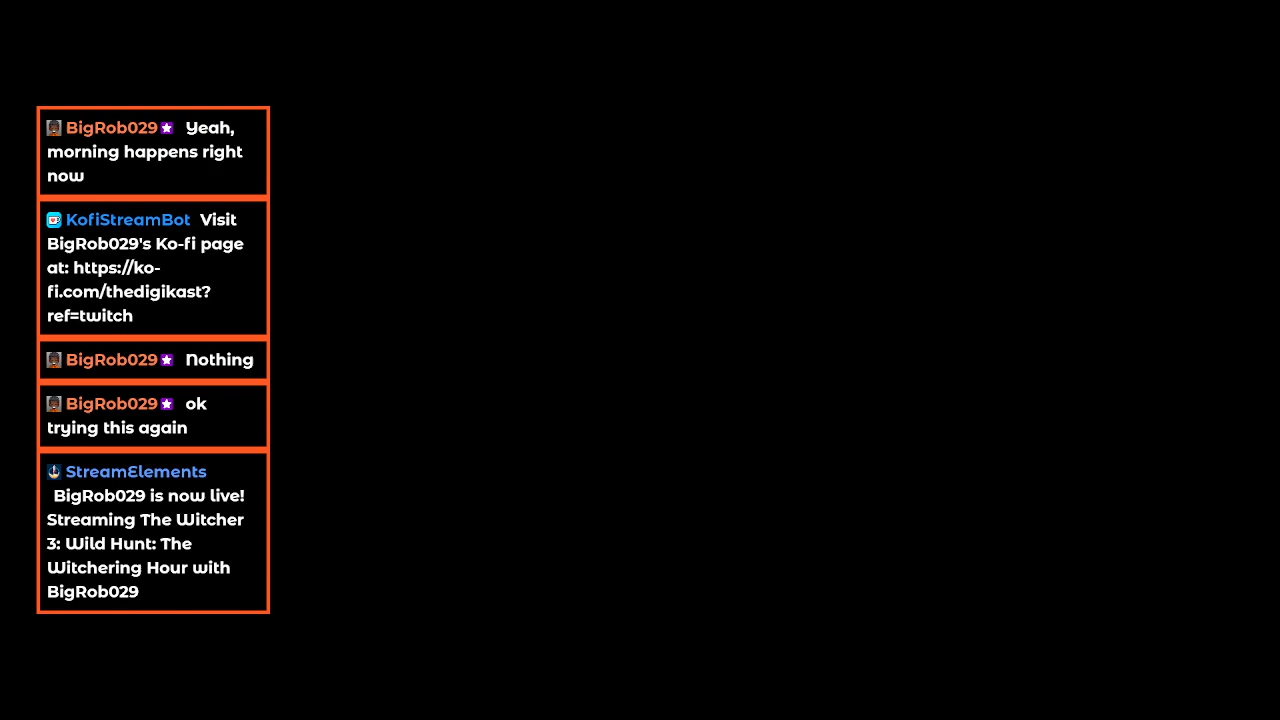 BigRob029 Yeah,
morning happens right
now
KofiStreamBot Visit
BigRob029's Ko-fi page
at: https://ko-
fi.com/thedigikast?
ref=twitch
BigRob029 Nothing
BigRob029 ok
trying this again
StreamElements
BigRob029 is now live!
Streaming The Witcher
3: Wild Hunt: The
Witchering Hour with
BigRob029